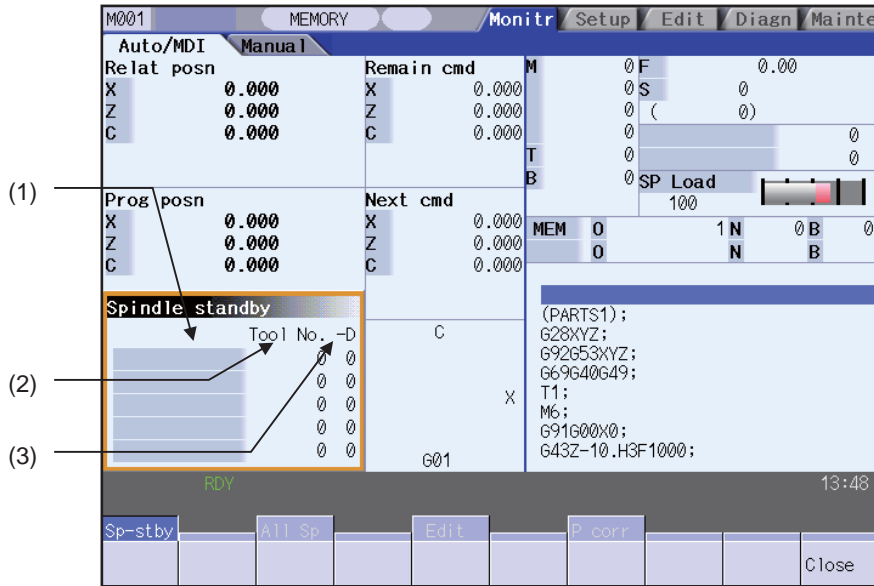 M001 MEMORY Monitr Setup Edit Diagn Mainte
Auto/MDI Manual
Relat posn
X 0.000
Z 0.000
C 0.000
Remain cmd
X 0.000
Z 0.000
C 0.000
Prog posn
X 0.000
Z 0.000
C 0.000
Next cmd
X 0.000
Z 0.000
C 0.000
M 0
0
0
0
T 0
B 0
F 0.00
S 0
( 0)
0
0
SP Load
100
MEM O 1 N 0 B 0
O N B
(1)
(2)
(3)
Spindle standby
Tool No. -D
0 0
0 0
0 0
0 0
0 0
C
X
G01
(PARTS1);
G28XYZ;
G92G53XYZ;
G69G40G49;
T1;
M6;
G91G00X0;
G43Z-10.H3F1000;
RDY 13:48
Sp-stby All Sp Edit P corr
Close